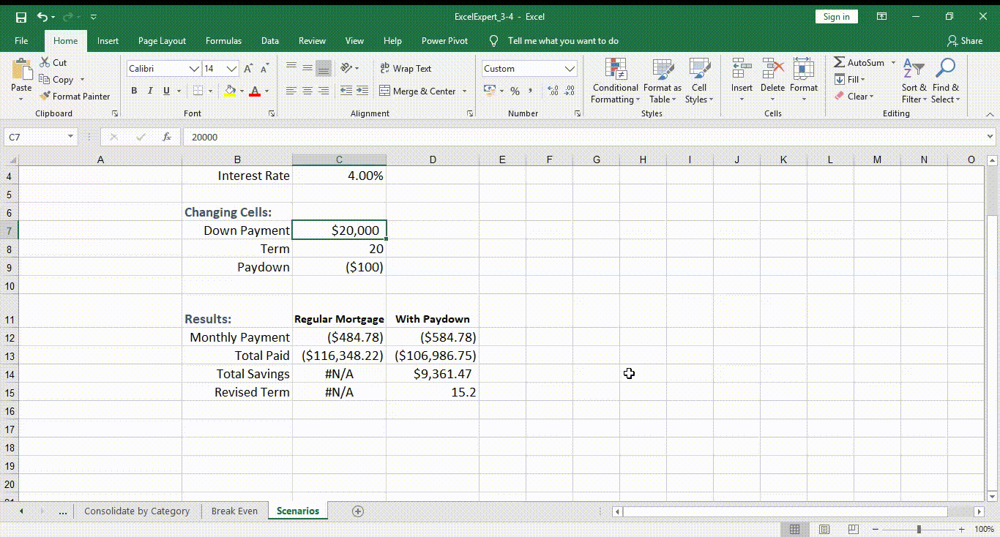 ExcelExpert_3-4 - Excel
Sign in
File Home Insert Page Layout Formulas Data Review View Help Power Pivot Tell me what you want to do Share
Cut
Calibri 14 A A Wrap Text Custom AutoSum
Copy
Paste
Format Painter
B I U A Merge & Center $ % , Conditional Formatting Format as Table Cell Styles Insert Delete Format Fill Clear Sort & Filter Find & Select
Clipboard Font Alignment Number Styles Cells Editing
C7 fx 20000
A B C D E F G H I J K L M N O
4 Interest Rate 4.00%
5
6 Changing Cells:
7 Down Payment $20,000
8 Term 20
9 Paydown ($100)
10
11 Results: Regular Mortgage With Paydown
12 Monthly Payment ($484.78) ($584.78)
13 Total Paid ($116,348.22) ($106,986.75)
14 Total Savings #N/A $9,361.47
15 Revised Term #N/A 15.2
16
17
18
19
20
... Consolidate by Category Break Even Scenarios
100%